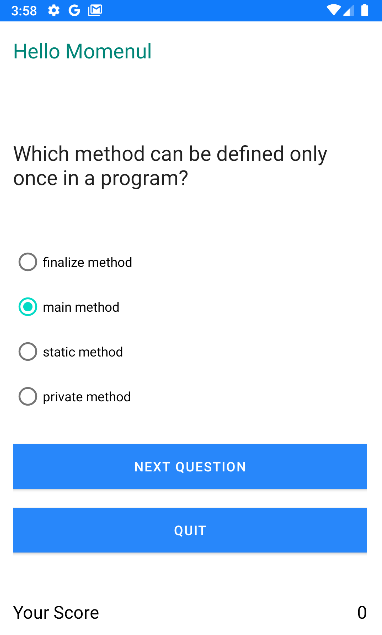 3:58
Hello Momenul
Which method can be defined only
once in a program?
finalize method
main method
static method
private method
NEXT QUESTION
QUIT
Your Score 0